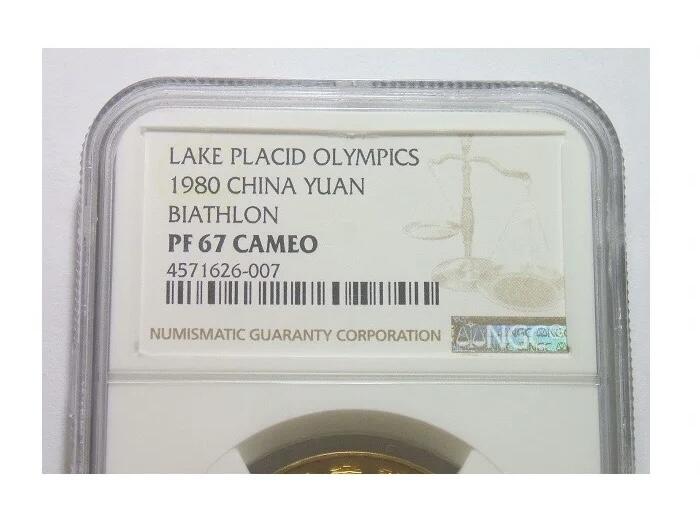 LAKE PLACID OLYMPICS
1980 CHINA YUAN
BIATHLON
PF 67 CAMEO
4571626-007
NUMISMATIC GUARANTY CORPORATION
NGC